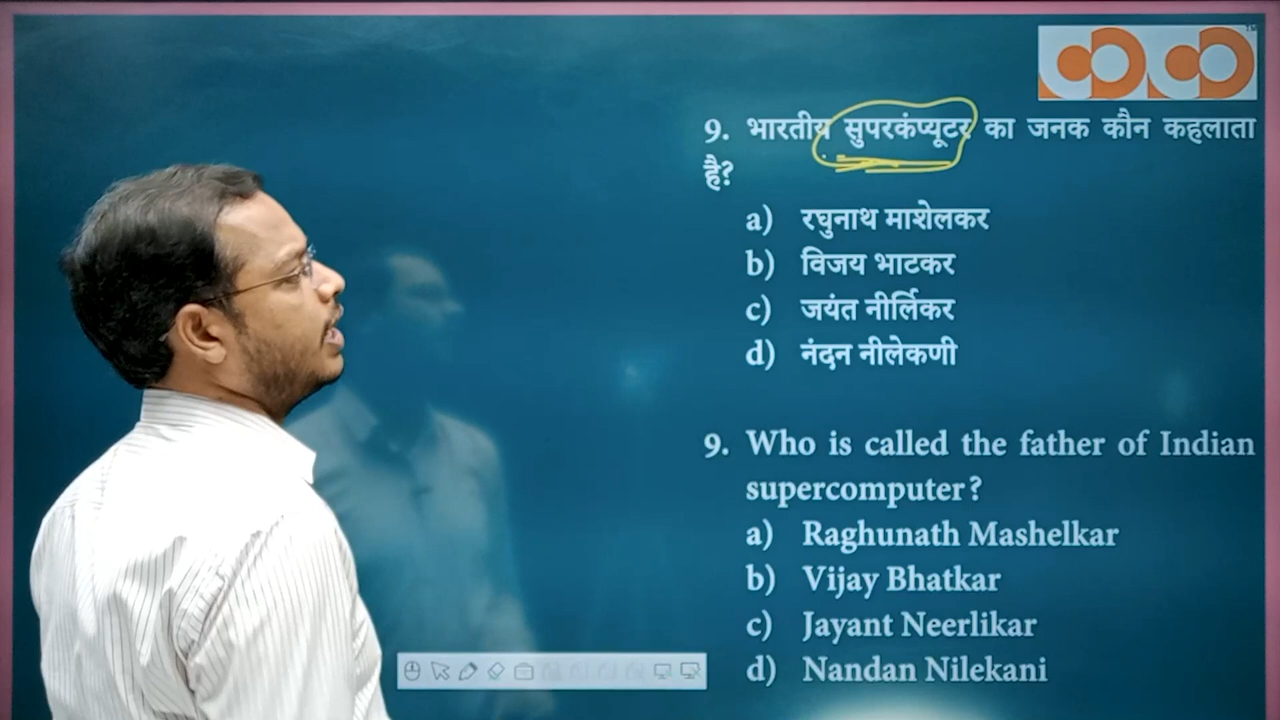 9. भारतीय सुपरकंप्यूटर का जनक कौन कहलाता
है?
a) रघुनाथ माशेलकर
b) विजय भाटकर
c) जयंत नीर्लिकर
d) नंदन नीलेकणी
9. Who is called the father of Indian
supercomputer?
a) Raghunath Mashelkar
b) Vijay Bhatkar
c) Jayant Neerlikar
d) Nandan Nilekani
TM